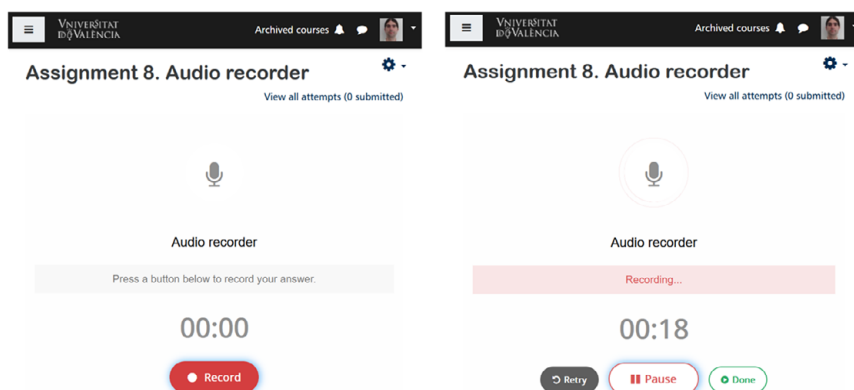 VNIVERSITAT
ID VALÈNCIA
Archived courses
Assignment 8. Audio recorder
View all attempts (0 submitted)
Audio recorder
Press a button below to record your answer.
00:00
Record
VNIVERSITAT
ID VALÈNCIA
Archived courses
Assignment 8. Audio recorder
View all attempts (0 submitted)
Audio recorder
Recording...
00:18
Retry
Pause
Done